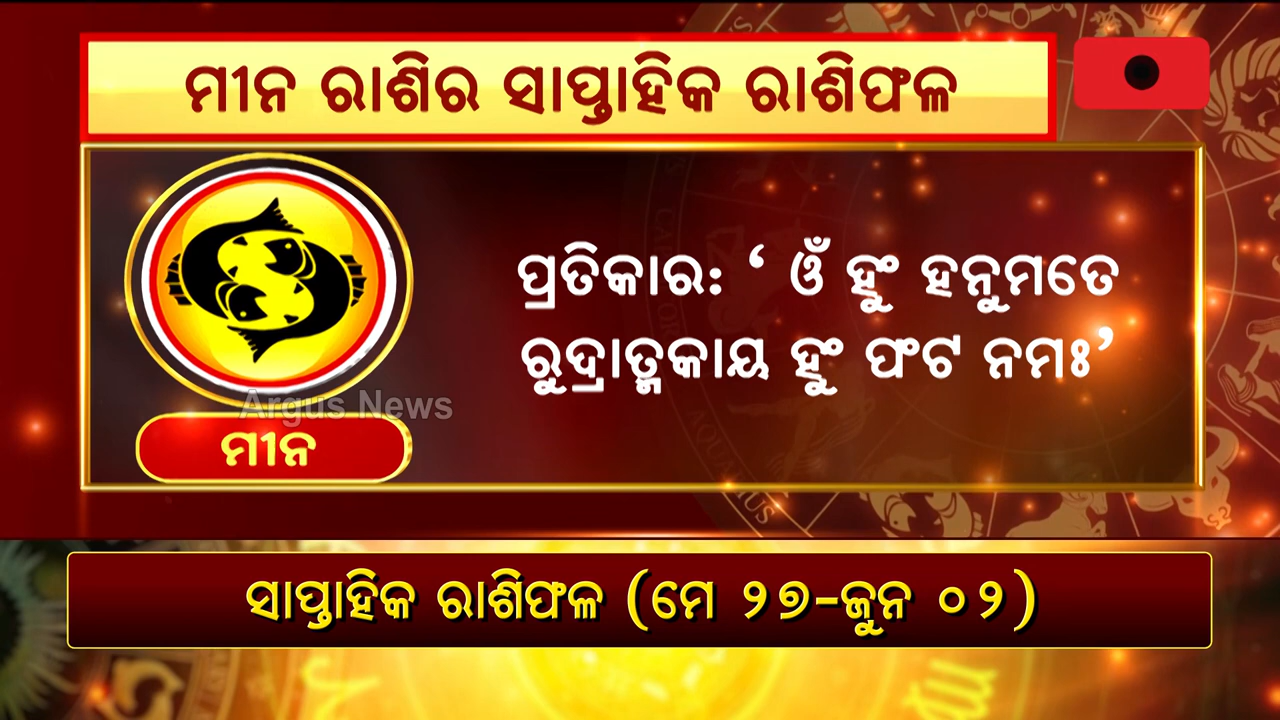 ମୀନ ରାଶିର ସାପ୍ତାହିକ ରାଶିଫଳ
ପ୍ରତିକାର: ‘ ଓଁ ହୁଂ ହନୁମତେ
ରୁଦ୍ରାତ୍ମକାୟ ହୁଂ ଫଟ ନମଃ’
Argus News
ମୀନ
ସାପ୍ତାହିକ ରାଶିଫଳ (ମେ ୨୭-ଜୁନ ୦୨)